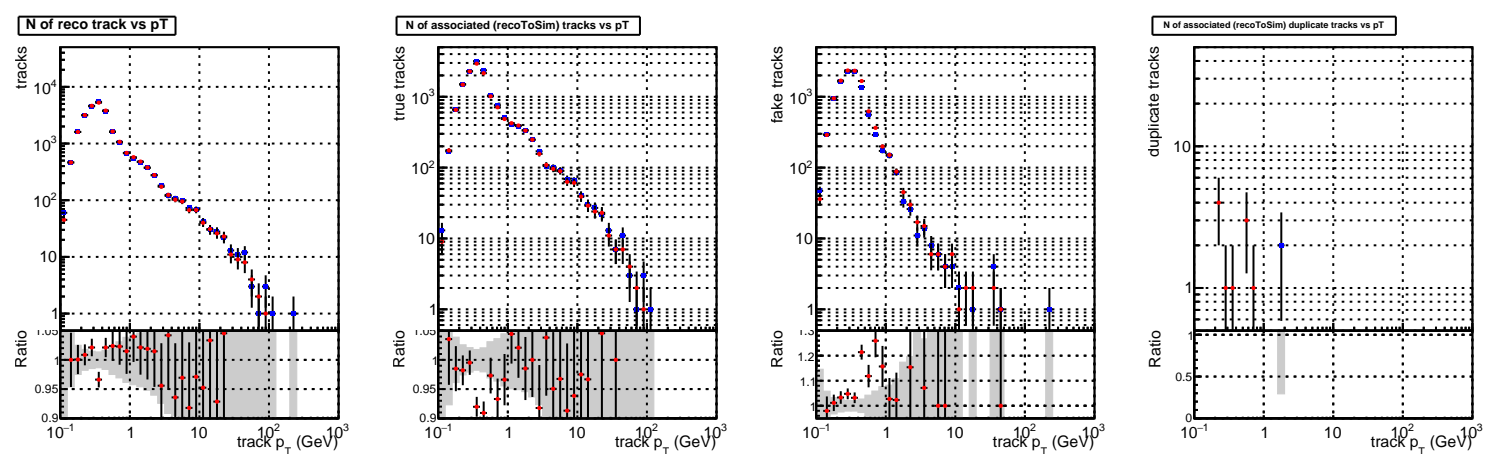 N of reco track vs pT
N of associated (recoToSim) tracks vs pT
N of associated (recoToSim) duplicate tracks vs pT
tracks
10⁴
10³
10²
10
1
Ratio
1.05
1
0.95
0.9
10⁻¹ 1 10 10² 10³
track p_T (GeV)
true tracks
10³
10²
10
1
Ratio
1.05
1
0.95
0.9
10⁻¹ 1 10 10² 10³
track p_T (GeV)
fake tracks
10³
10²
10
1
Ratio
1.3
1.2
1.1
1
10⁻¹ 1 10 10² 10³
track p_T (GeV)
duplicate tracks
10
1
Ratio
1
0.5
0
10⁻¹ 1 10 10² 10³
track p_T (GeV)